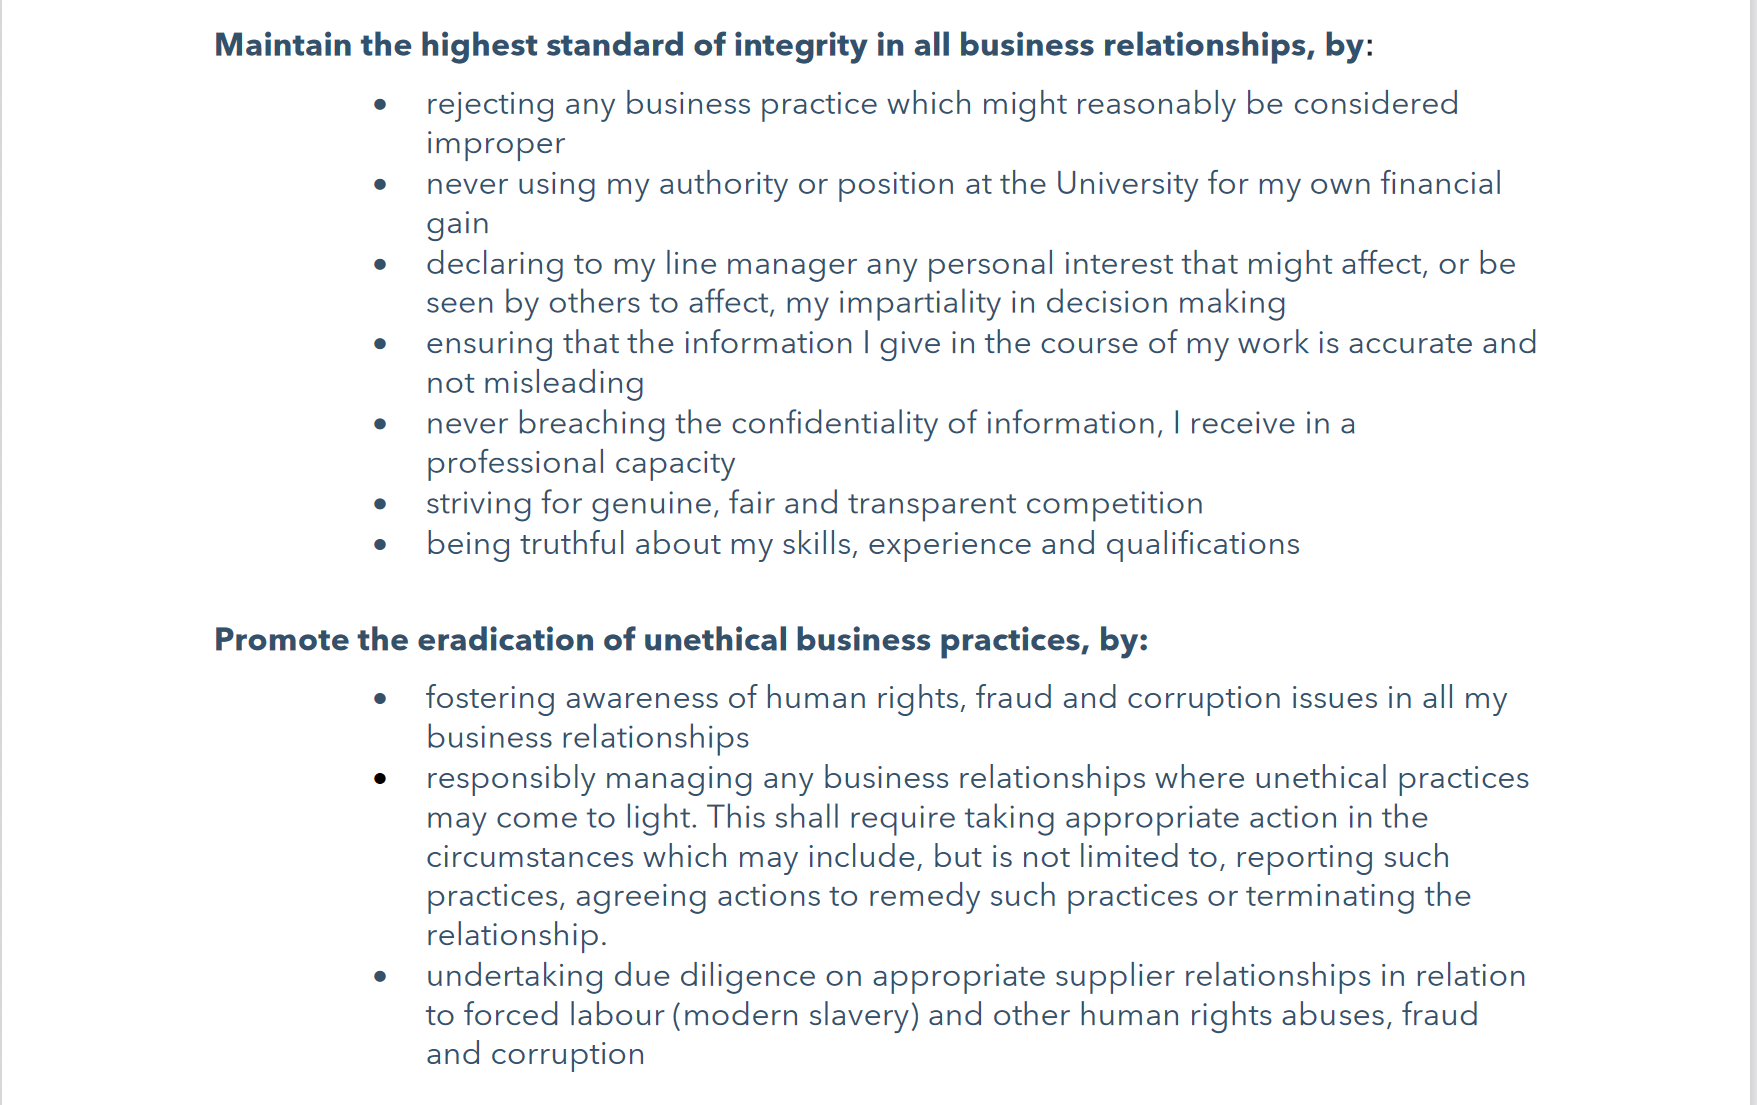 Maintain the highest standard of integrity in all business relationships, by:
• rejecting any business practice which might reasonably be considered
improper
• never using my authority or position at the University for my own financial
gain
• declaring to my line manager any personal interest that might affect, or be
seen by others to affect, my impartiality in decision making
• ensuring that the information I give in the course of my work is accurate and
not misleading
• never breaching the confidentiality of information, I receive in a
professional capacity
• striving for genuine, fair and transparent competition
• being truthful about my skills, experience and qualifications
Promote the eradication of unethical business practices, by:
• fostering awareness of human rights, fraud and corruption issues in all my
business relationships
• responsibly managing any business relationships where unethical practices
may come to light. This shall require taking appropriate action in the
circumstances which may include, but is not limited to, reporting such
practices, agreeing actions to remedy such practices or terminating the
relationship.
• undertaking due diligence on appropriate supplier relationships in relation
to forced labour (modern slavery) and other human rights abuses, fraud
and corruption